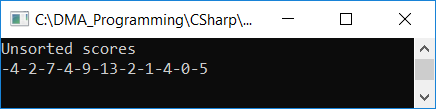 C:\DMA_Programming\CSharp\...
Unsorted scores
-4-2-7-4-9-13-2-1-4-0-5